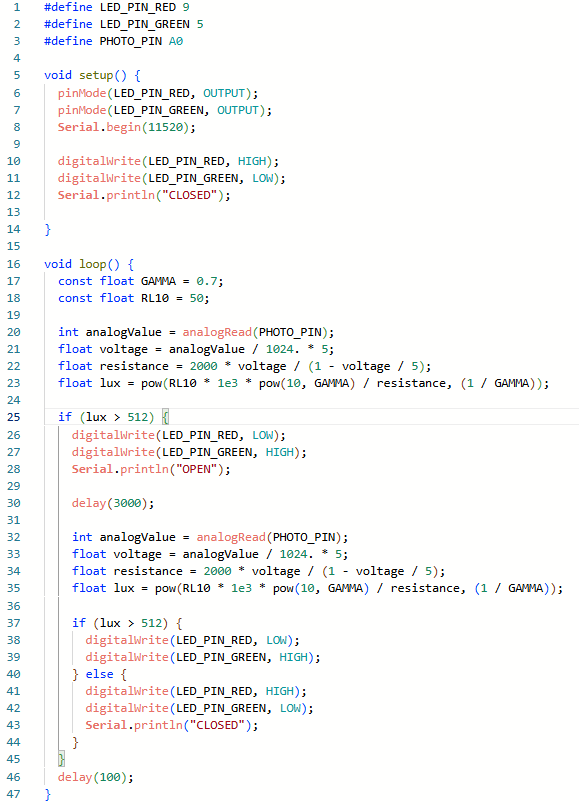 1 #define LED_PIN_RED 9
2 #define LED_PIN_GREEN 5
3 #define PHOTO_PIN A0
4
5 void setup() {
6   pinMode(LED_PIN_RED, OUTPUT);
7   pinMode(LED_PIN_GREEN, OUTPUT);
8   Serial.begin(11520);
9
10   digitalWrite(LED_PIN_RED, HIGH);
11   digitalWrite(LED_PIN_GREEN, LOW);
12   Serial.println("CLOSED");
13
14 }
15
16 void loop() {
17   const float GAMMA = 0.7;
18   const float RL10 = 50;
19
20   int analogValue = analogRead(PHOTO_PIN);
21   float voltage = analogValue / 1024. * 5;
22   float resistance = 2000 * voltage / (1 - voltage / 5);
23   float lux = pow(RL10 * 1e3 * pow(10, GAMMA) / resistance, (1 / GAMMA));
24
25   if (lux > 512) {
26     digitalWrite(LED_PIN_RED, LOW);
27     digitalWrite(LED_PIN_GREEN, HIGH);
28     Serial.println("OPEN");
29
30     delay(3000);
31
32     int analogValue = analogRead(PHOTO_PIN);
33     float voltage = analogValue / 1024. * 5;
34     float resistance = 2000 * voltage / (1 - voltage / 5);
35     float lux = pow(RL10 * 1e3 * pow(10, GAMMA) / resistance, (1 / GAMMA));
36
37     if (lux > 512) {
38       digitalWrite(LED_PIN_RED, LOW);
39       digitalWrite(LED_PIN_GREEN, HIGH);
40     } else {
41       digitalWrite(LED_PIN_RED, HIGH);
42       digitalWrite(LED_PIN_GREEN, LOW);
43       Serial.println("CLOSED");
44     }
45   }
46   delay(100);
47 }